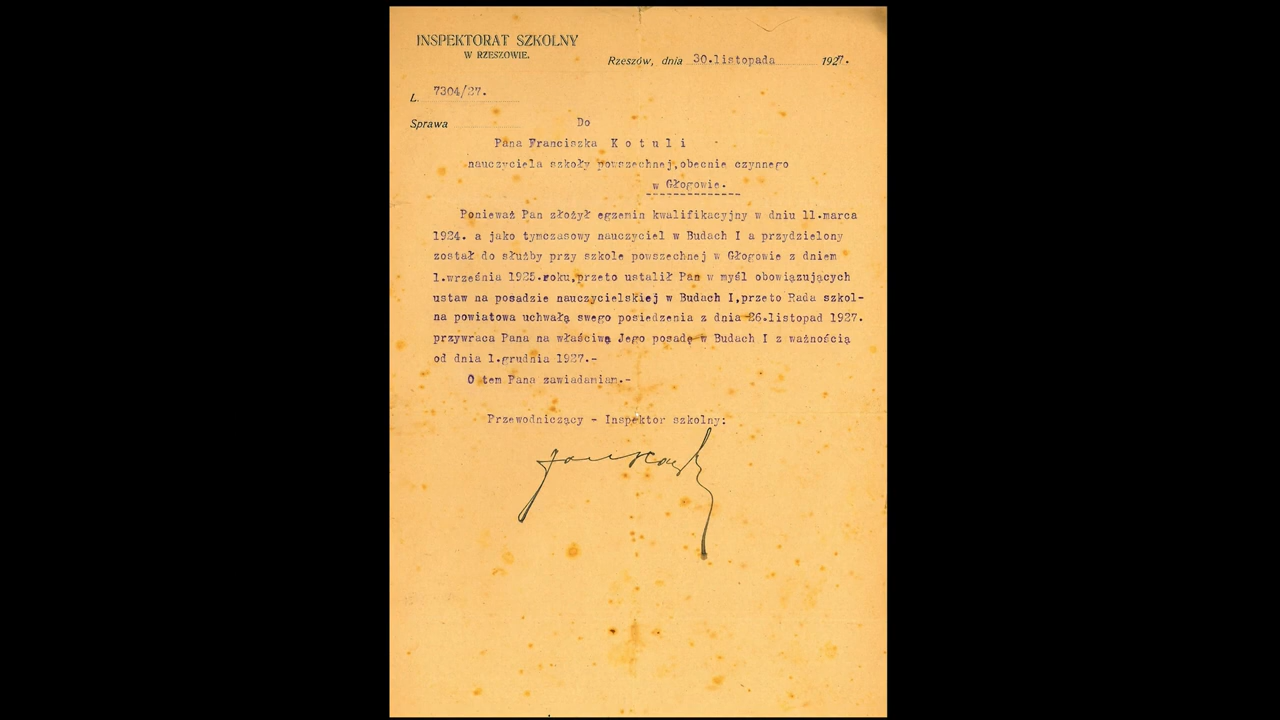 INSPEKTORAT SZKOLNY
W RZESZOWIE.
Rzeszów, dnia 30.listopada 1927.
L. 7304/27.
Sprawa
Do
Pana Franciszka K o t u l i
nauczyciela szkoły powszechnej,obecnie czynnego
w Głogowie.
Ponieważ Pan złożył egzemin kwalifikacyjny w dniu 11.marca
1924. a jako tymczasowy nauczyciel w Budach I a przydzielony
został do służby przy szkole powszechnej w Głogowie z dniem
1.września 1925.roku,przeto ustalił Pan w myśl obowiązujących
ustaw na posadzie nauczycielskiej w Budach I,przeto Rada szkol-
na powiatowa uchwałą swego posiedzenia z dnia 26.listopad 1927.
przywraca Pana na właściwą Jego posadę w Budach I z ważnością
od dnia 1.grudnia 1927.-
O tem Pana zawiadamiam.-
Przewodniczący - Inspektor szkolny: